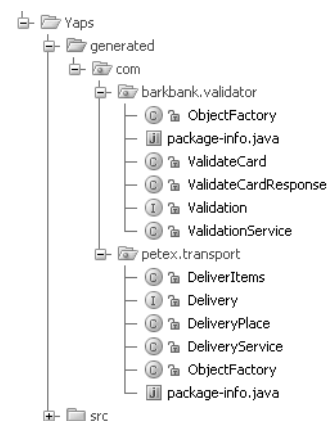 Yaps
generated
com
barkbank.validator
ObjectFactory
package-info.java
ValidateCard
ValidateCardResponse
Validation
ValidationService
petex.transport
DeliverItems
Delivery
DeliveryPlace
DeliveryService
ObjectFactory
package-info.java
src